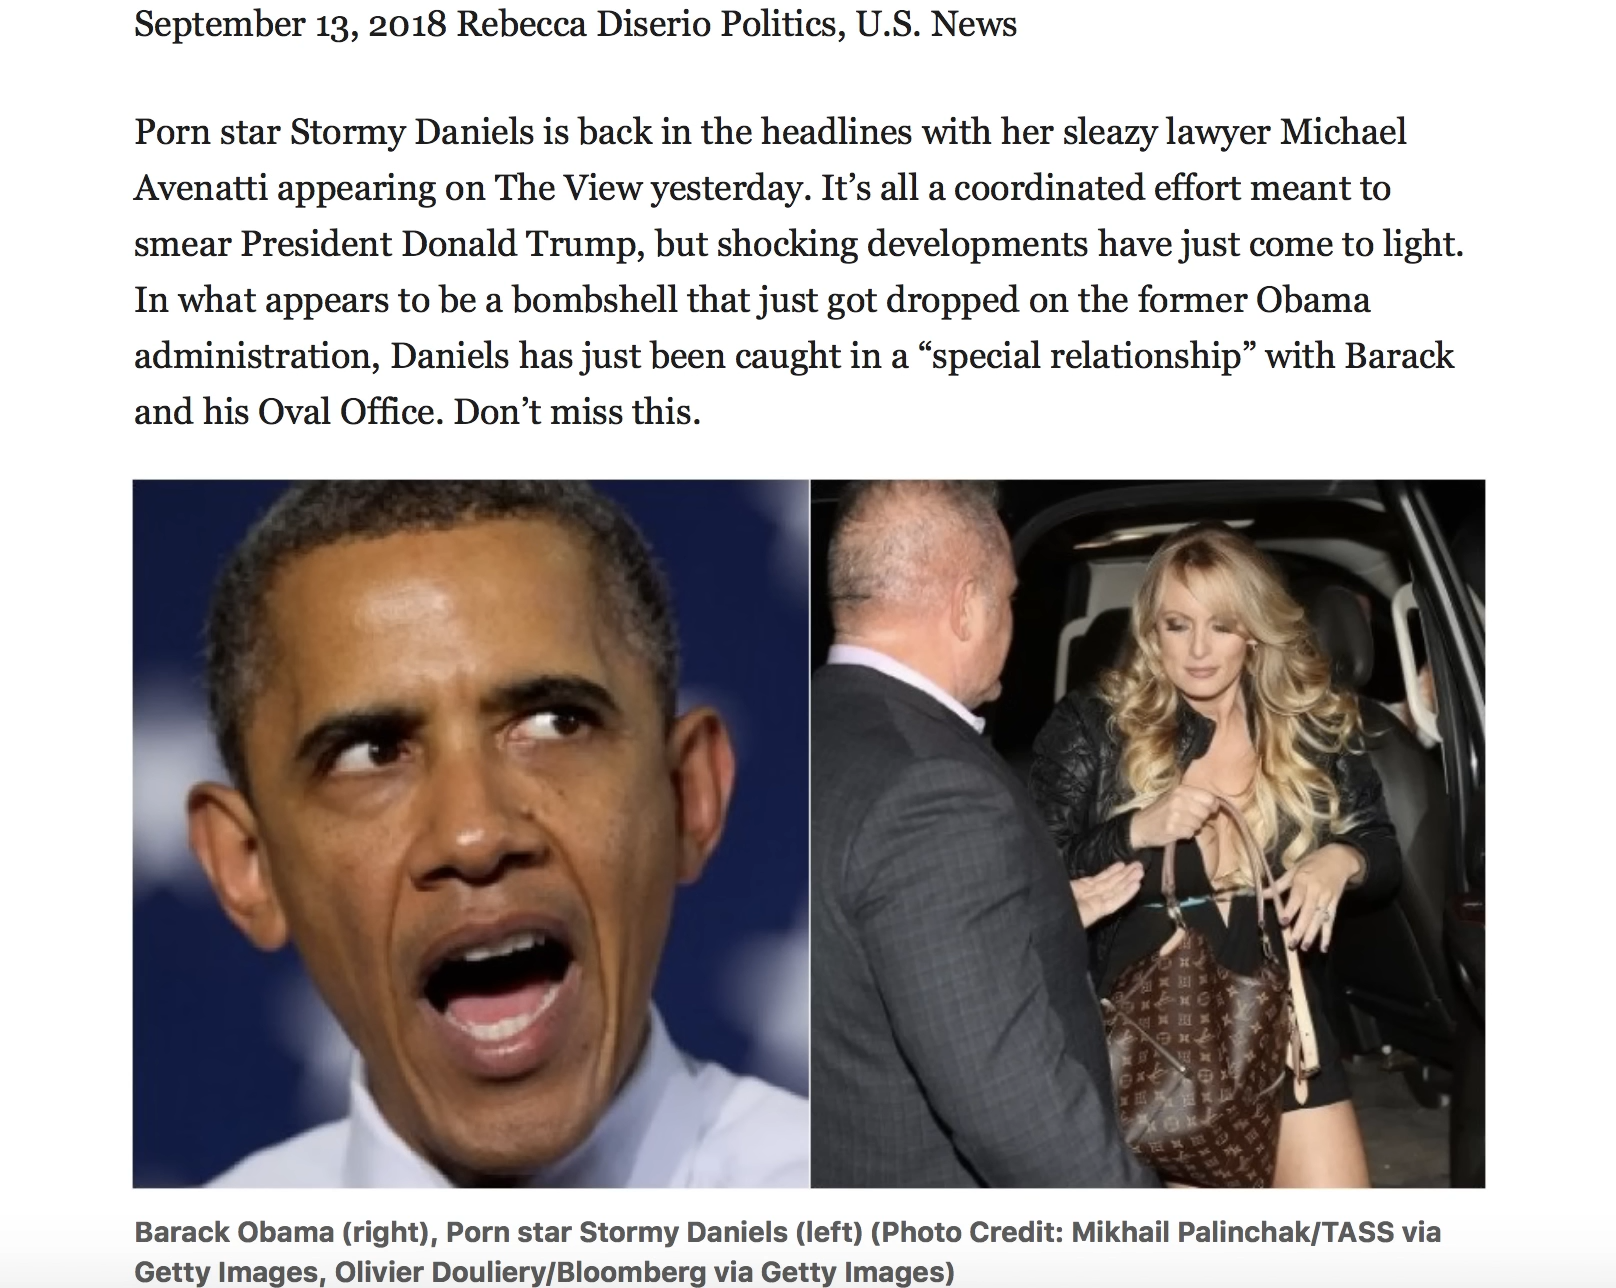 September 13, 2018 Rebecca Diserio Politics, U.S. News
Porn star Stormy Daniels is back in the headlines with her sleazy lawyer Michael
Avenatti appearing on The View yesterday. It’s all a coordinated effort meant to
smear President Donald Trump, but shocking developments have just come to light.
In what appears to be a bombshell that just got dropped on the former Obama
administration, Daniels has just been caught in a “special relationship” with Barack
and his Oval Office. Don’t miss this.
Barack Obama (right), Porn star Stormy Daniels (left) (Photo Credit: Mikhail Palinchak/TASS via
Getty Images, Olivier Douliery/Bloomberg via Getty Images)